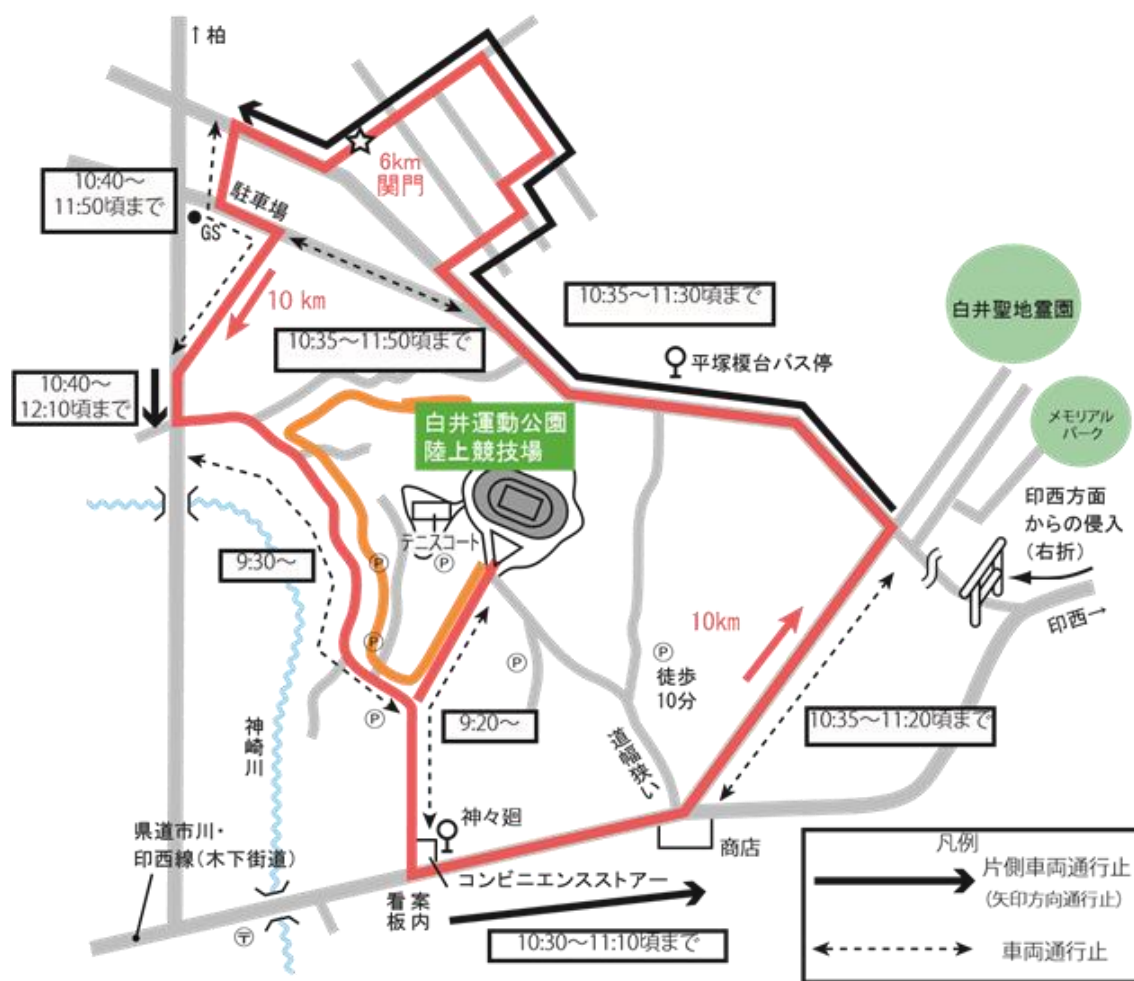 ↑柏
6km
関門
10:40～
11:50頃まで
駐車場
GS
10 km
10:35～11:30頃まで
白井聖地霊園
10:35～11:50頃まで
平塚榎台バス停
10:40～
12:10頃まで
メモリアル
パーク
白井運動公園
陸上競技場
印西方面
からの侵入
(右折)
テニスコート
P
P
9:30～
印西→
10km
P
P
徒歩
10分
P
P
9:20～
10:35～11:20頃まで
道幅狭い
神崎川
神々廻
県道市川・
印西線(木下街道)
商店
コンビニエンスストアー
案内
看板
〒
10:30～11:10頃まで
凡例
片側車両通行止
(矢印方向通行止)
車両通行止